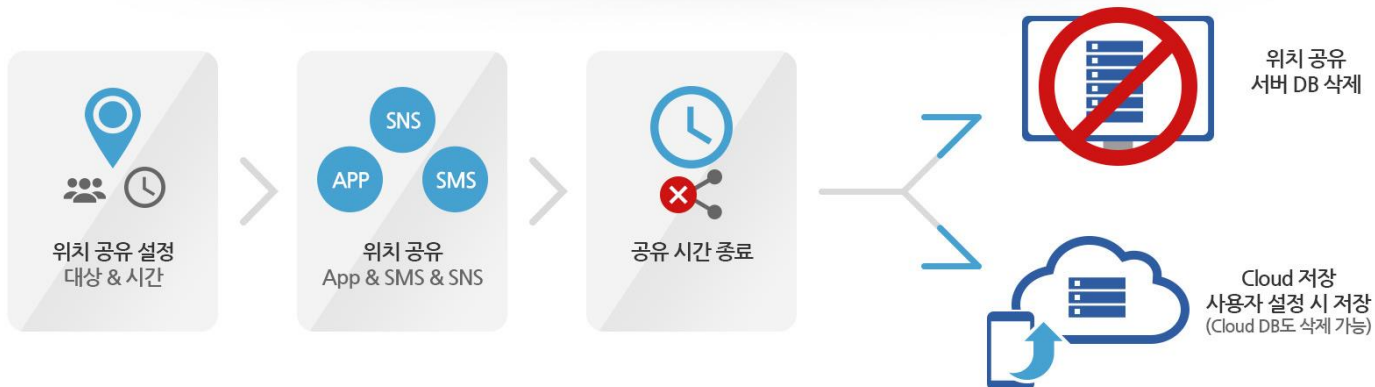 위치 공유 설정
대상 & 시간
SNS
APP
SMS
위치 공유
App & SMS & SNS
공유 시간 종료
위치 공유
서버 DB 삭제
Cloud 저장
사용자 설정 시 저장
(Cloud DB도 삭제 가능)